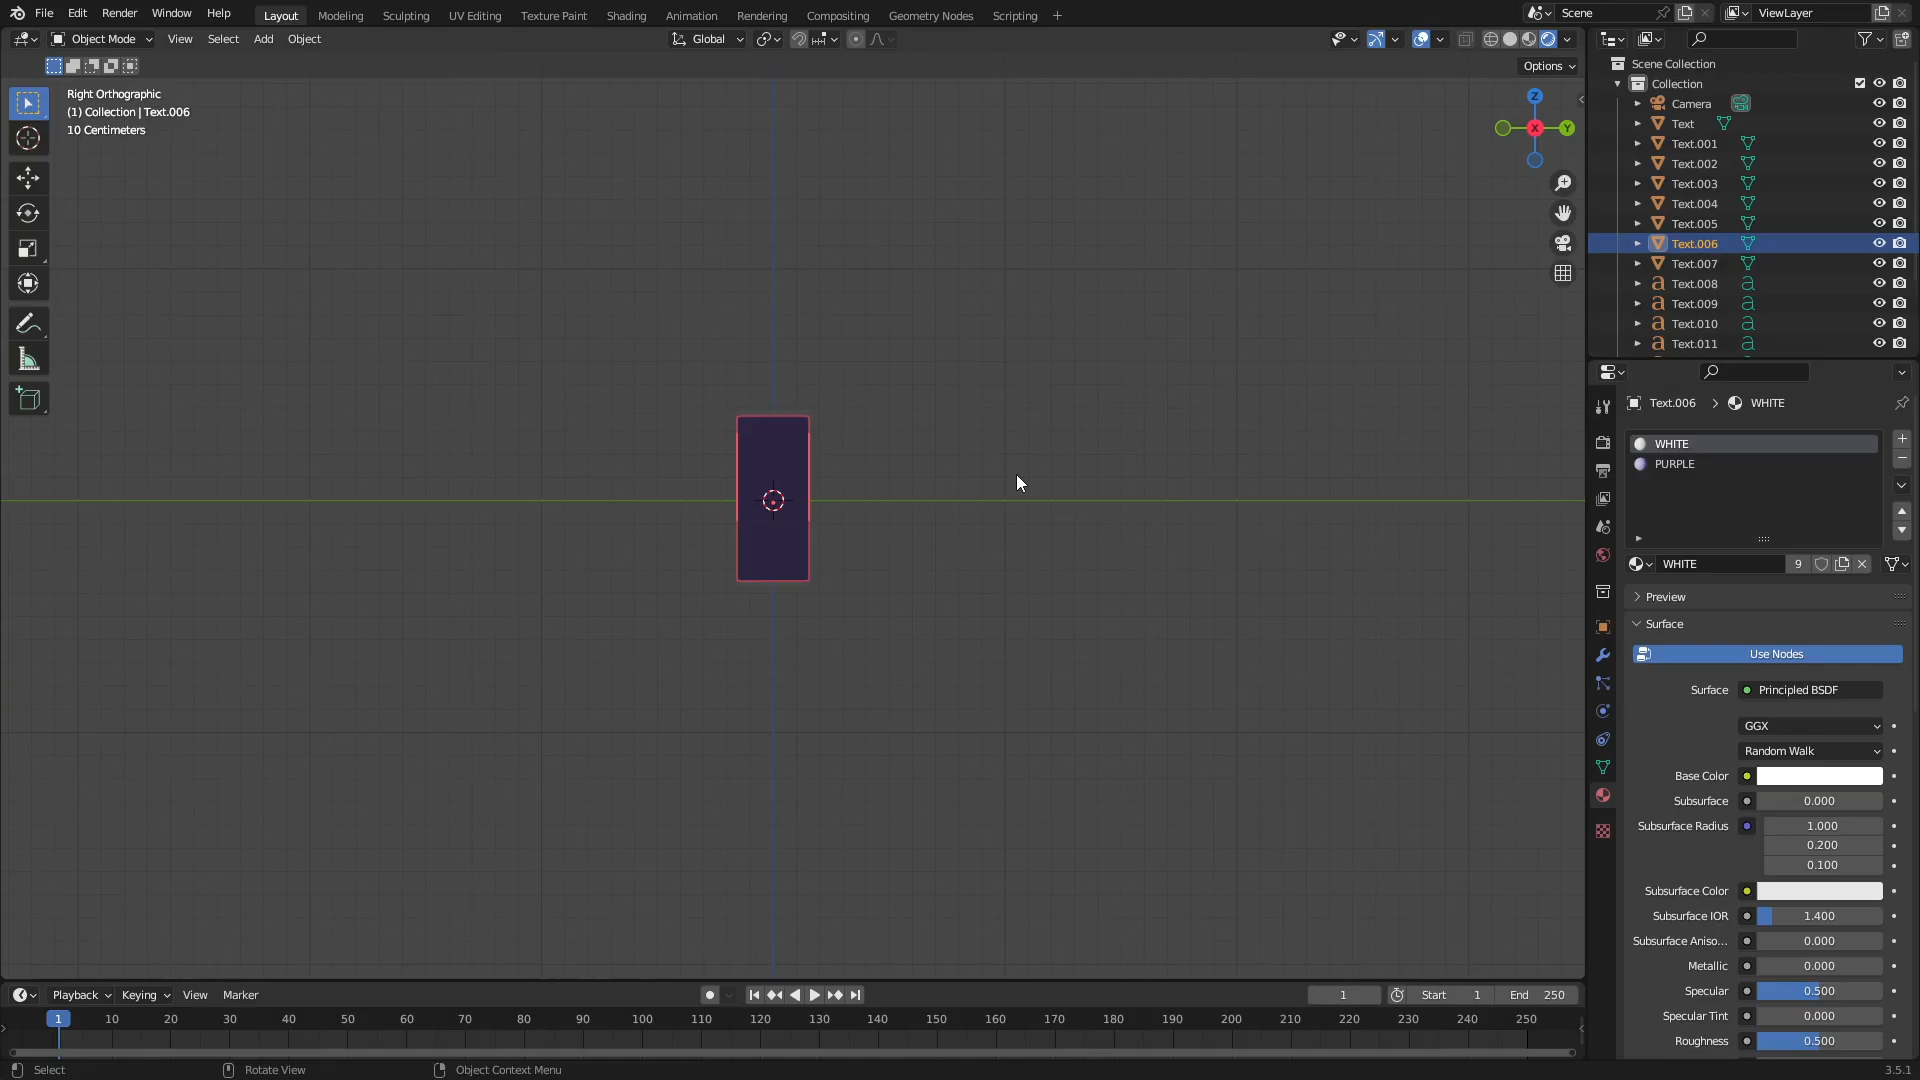 File Edit Render Window Help Layout Modeling Sculpting UV Editing Texture Paint Shading Animation Rendering Compositing Geometry Nodes Scripting + Scene ViewLayer
Object Mode View Select Add Object Global
Options
Right Orthographic
(1) Collection | Text.006
10 Centimeters
Z
X
Y
Scene Collection
Collection
Camera
Text
Text.001
Text.002
Text.003
Text.004
Text.005
Text.006
Text.007
Text.008
Text.009
Text.010
Text.011
Text.006 > WHITE
WHITE
PURPLE
WHITE 9
Preview
Surface
Use Nodes
Surface Principled BSDF
GGX
Random Walk
Base Color
Subsurface 0.000
Subsurface Radius 1.000
0.200
0.100
Subsurface Color
Subsurface IOR 1.400
Subsurface Aniso... 0.000
Metallic 0.000
Specular 0.500
Specular Tint 0.000
Roughness 0.500
Playback Keying View Marker 1 Start 1 End 250
1 10 20 30 40 50 60 70 80 90 100 110 120 130 140 150 160 170 180 190 200 210 220 230 240 250
Select Rotate View Object Context Menu 3.5.1